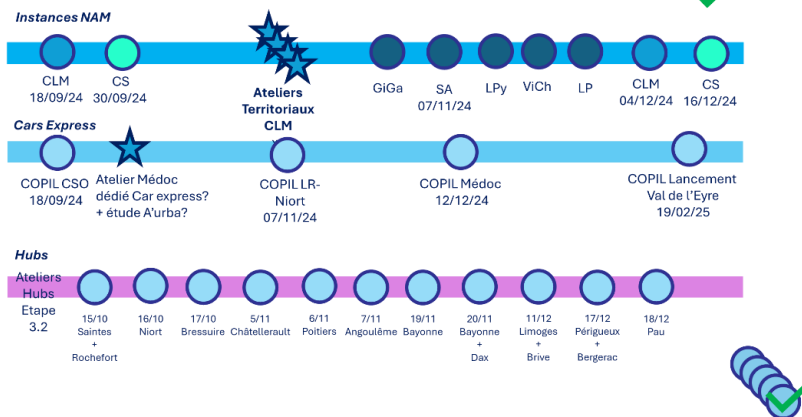 Instances NAM
CLM
18/09/24
CS
30/09/24
Ateliers
Territoriaux
CLM
GiGa
SA
07/11/24
LPy
ViCh
LP
CLM
04/12/24
CS
16/12/24
Cars Express
COPIL CSO
18/09/24
Atelier Médoc
dédié Car express?
+ étude A'urba?
COPIL LR-
Niort
07/11/24
COPIL Médoc
12/12/24
COPIL Lancement
Val de l'Eyre
19/02/25
Hubs
Ateliers
Hubs
Etape
3.2
15/10
Saintes
+
Rochefort
16/10
Niort
17/10
Bressuire
5/11
Châtellerault
6/11
Poitiers
7/11
Angoulême
19/11
Bayonne
20/11
Bayonne
+
Dax
11/12
Limoges
+
Brive
17/12
Périgueux
+
Bergerac
18/12
Pau